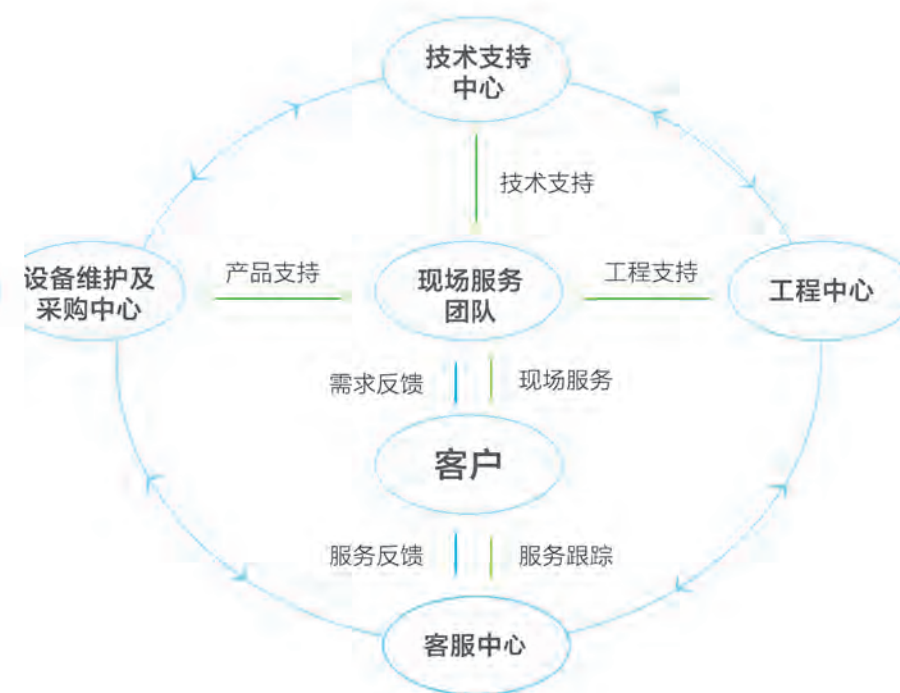 技术支持
中心
技术支持
设备维护及
采购中心
产品支持
现场服务
团队
工程支持
工程中心
需求反馈
现场服务
客户
服务反馈
服务跟踪
客服中心